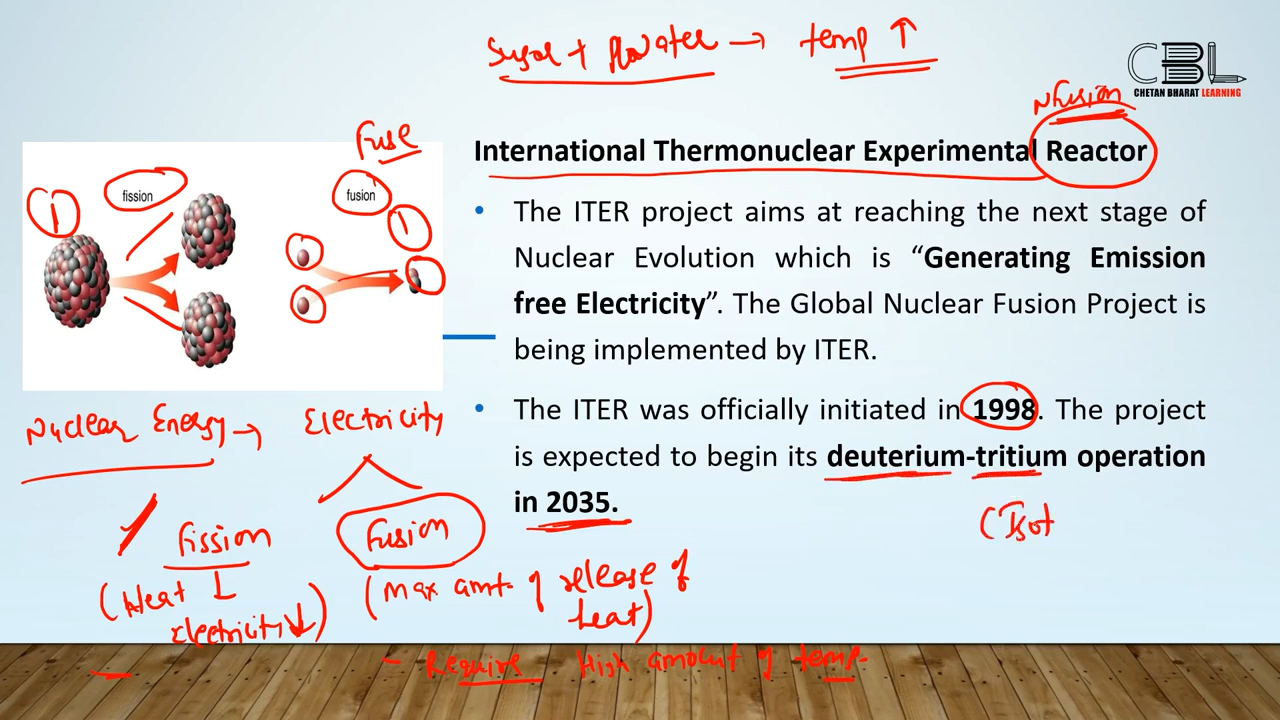 Sugar + water → temp ↑
CBL
CHETAN BHARAT LEARNING
NFusion
Fuse
International Thermonuclear Experimental Reactor
fission
fusion
1
1
• The ITER project aims at reaching the next stage of
Nuclear Evolution which is “Generating Emission
free Electricity”. The Global Nuclear Fusion Project is
being implemented by ITER.
• The ITER was officially initiated in 1998. The project
is expected to begin its deuterium-tritium operation
in 2035.
(Isot
Nuclear Energy → Electricity
Fission
Fusion
(Heat ↓
electricity ↓)
(Max amt. of release of
heat)
- Require High amount of temp.